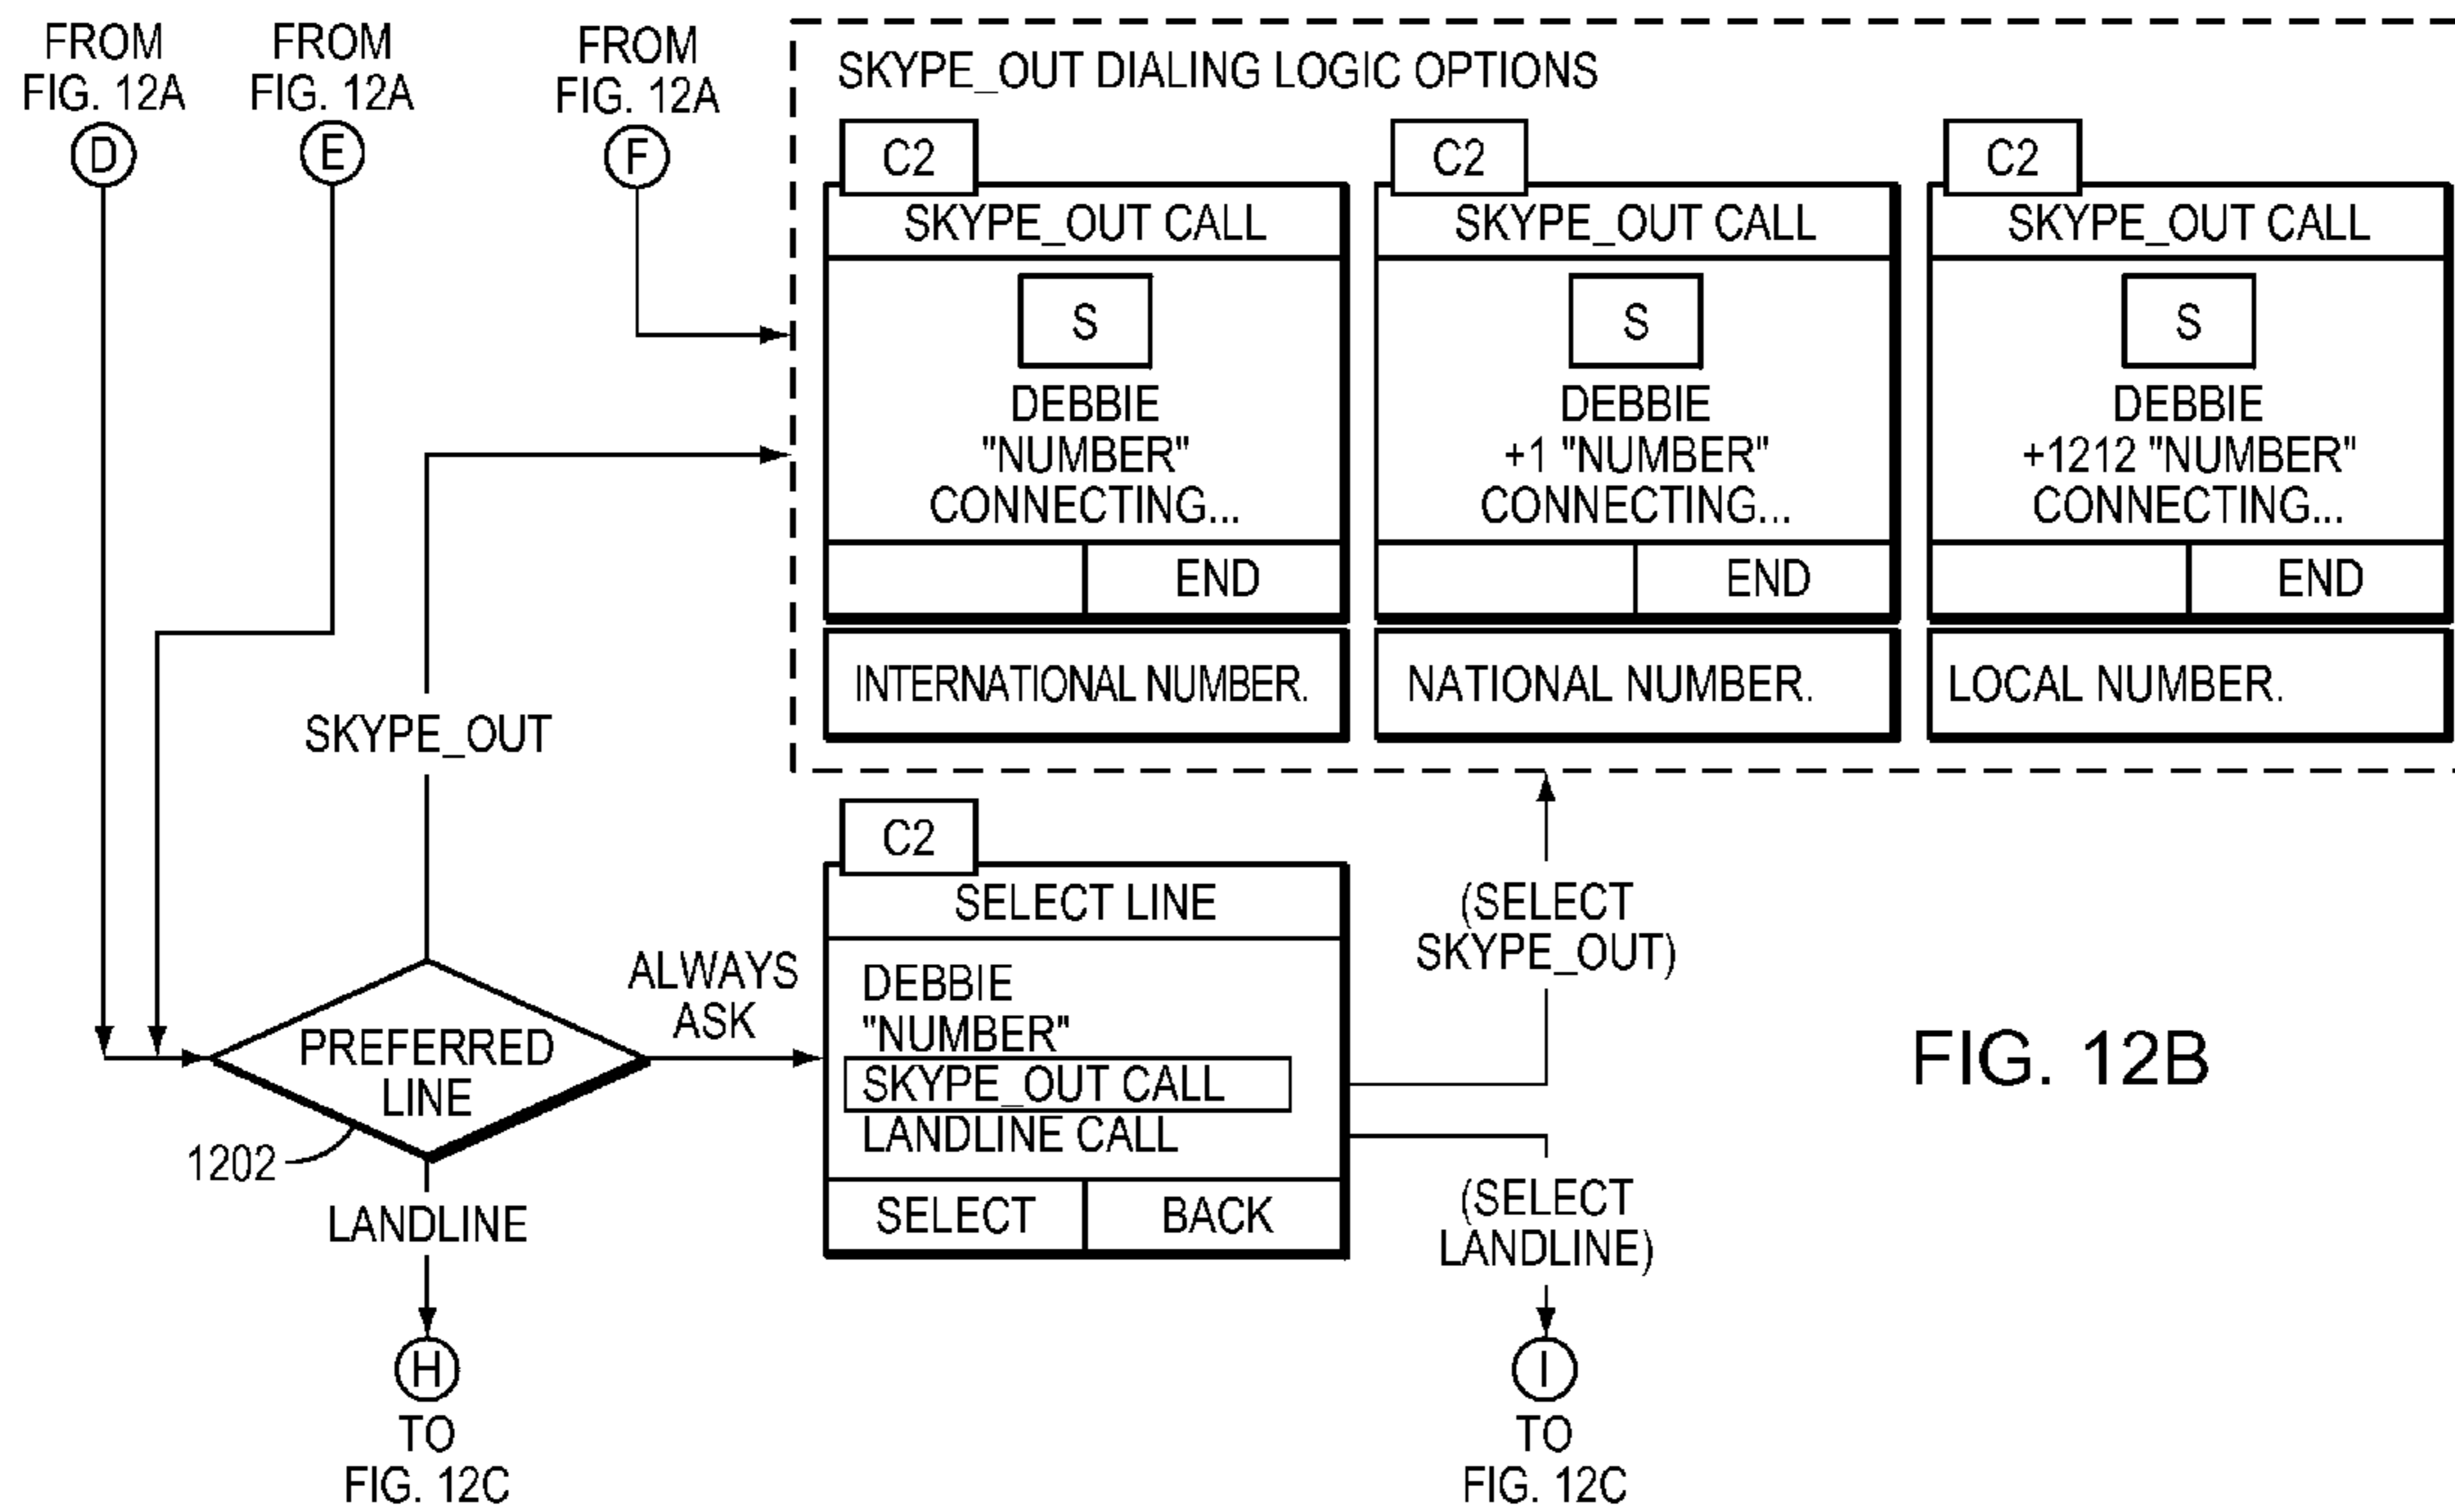 FROM
FIG. 12A
D
FROM
FIG. 12A
E
FROM
FIG. 12A
F
SKYPE_OUT DIALING LOGIC OPTIONS
C2
SKYPE_OUT CALL
S
DEBBIE
"NUMBER"
CONNECTING...
END
INTERNATIONAL NUMBER.
C2
SKYPE_OUT CALL
S
DEBBIE
+1 "NUMBER"
CONNECTING...
END
NATIONAL NUMBER.
C2
SKYPE_OUT CALL
S
DEBBIE
+1212 "NUMBER"
CONNECTING...
END
LOCAL NUMBER.
SKYPE_OUT
PREFERRED
LINE
1202
ALWAYS
ASK
LANDLINE
H
TO
FIG. 12C
C2
SELECT LINE
DEBBIE
"NUMBER"
SKYPE_OUT CALL
LANDLINE CALL
SELECT BACK
(SELECT
SKYPE_OUT)
(SELECT
LANDLINE)
I
TO
FIG. 12C
FIG. 12B